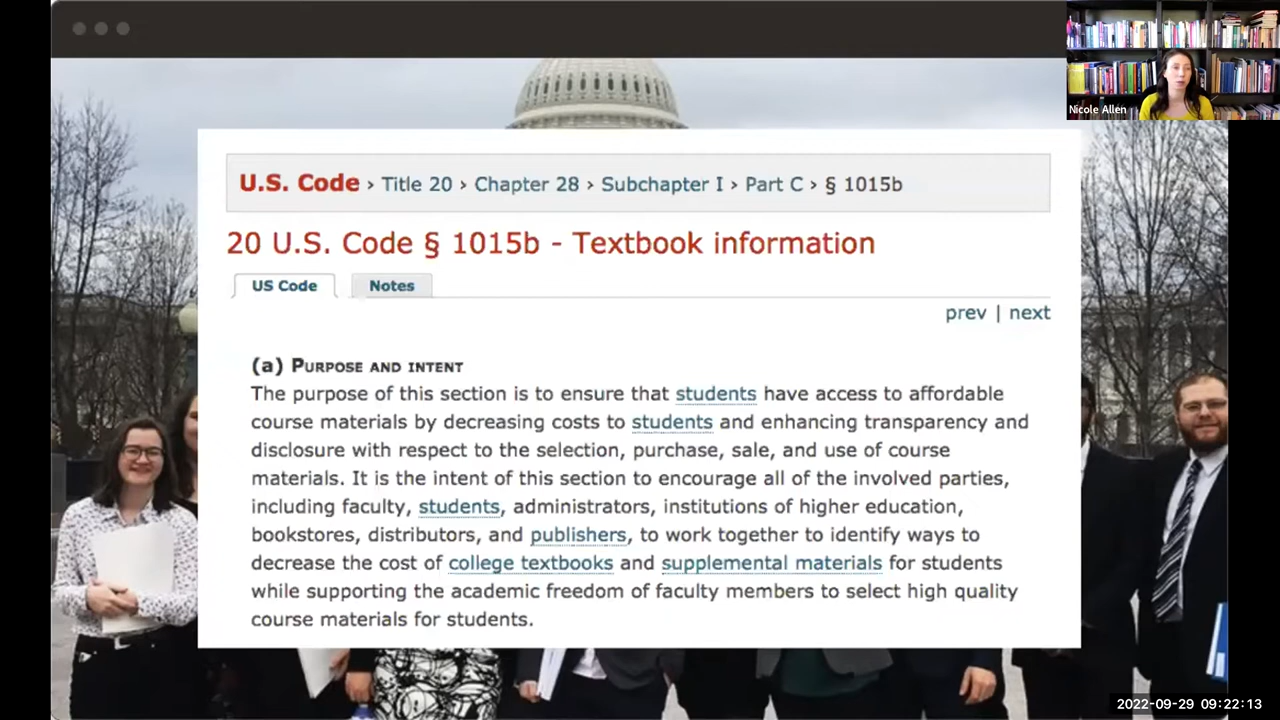 Nicole Allen
U.S. Code › Title 20 › Chapter 28 › Subchapter I › Part C › § 1015b
20 U.S. Code § 1015b - Textbook information
US Code
Notes
prev | next
(a) PURPOSE AND INTENT
The purpose of this section is to ensure that students have access to affordable
course materials by decreasing costs to students and enhancing transparency and
disclosure with respect to the selection, purchase, sale, and use of course
materials. It is the intent of this section to encourage all of the involved parties,
including faculty, students, administrators, institutions of higher education,
bookstores, distributors, and publishers, to work together to identify ways to
decrease the cost of college textbooks and supplemental materials for students
while supporting the academic freedom of faculty members to select high quality
course materials for students.
2022-09-29 09:22:13